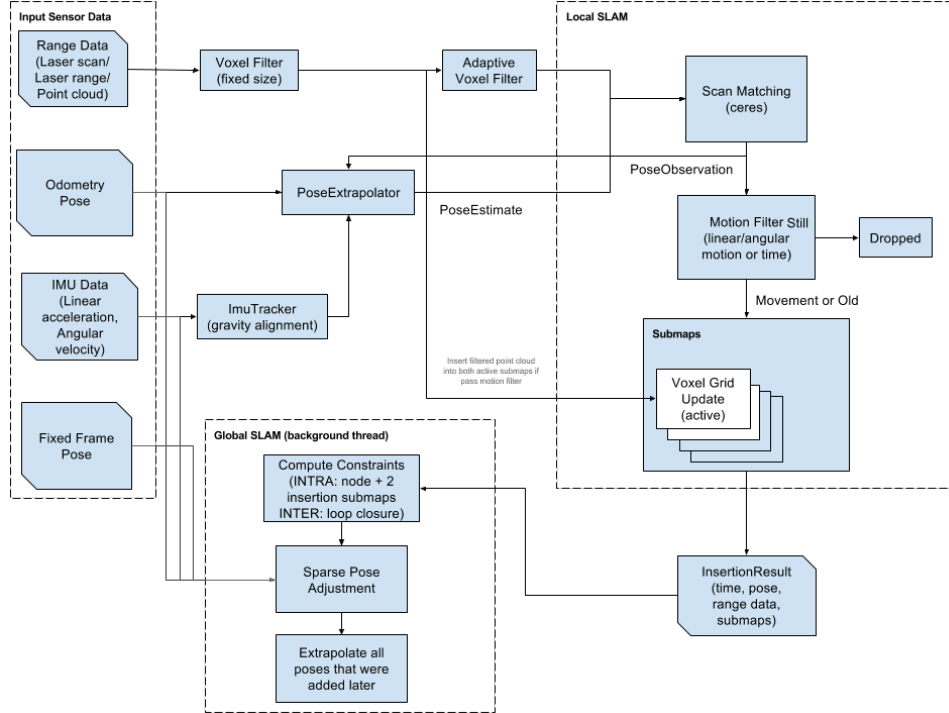 Input Sensor Data
Range Data
(Laser scan/
Laser range/
Point cloud)
Voxel Filter
(fixed size)
Adaptive
Voxel Filter
Local SLAM
Scan Matching
(ceres)
Odometry
Pose
PoseExtrapolator
PoseEstimate
PoseObservation
Motion Filter Still
(linear/angular
motion or time)
Dropped
IMU Data
(Linear
acceleration,
Angular
velocity)
ImuTracker
(gravity alignment)
Movement or Old
Submaps
Voxel Grid
Update
(active)
Insert filtered point cloud
into both active submaps if
pass motion filter
Fixed Frame
Pose
Global SLAM (background thread)
Compute Constraints
(INTRA: node + 2
insertion submaps
INTER: loop closure)
Sparse Pose
Adjustment
Extrapolate all
poses that were
added later
InsertionResult
(time, pose,
range data,
submaps)